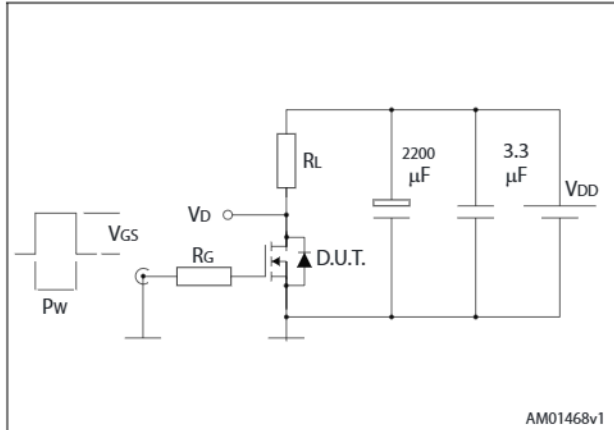 RL
2200
μF
3.3
μF
VDD
VD
VGS
RG
D.U.T.
PW
AM01468v1